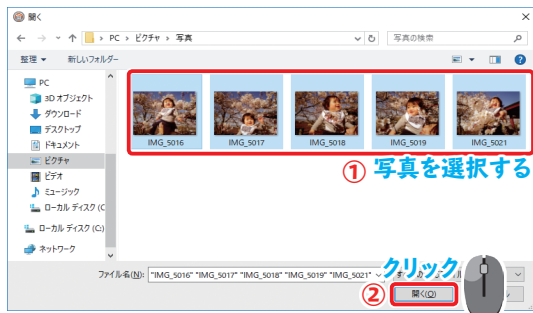 開く
PC › ピクチャ › 写真
写真の検索
整理 新しいフォルダー
PC
3D オブジェクト
ダウンロード
デスクトップ
ドキュメント
ピクチャ
ビデオ
ミュージック
ローカル ディスク (C
ローカル ディスク (C:)
ネットワーク
IMG_5016 IMG_5017 IMG_5018 IMG_5019 IMG_5021
① 写真を選択する
ファイル名(N): "IMG_5016" "IMG_5017" "IMG_5018" "IMG_5019" "IMG_5021"
クリック
② 開く(O)